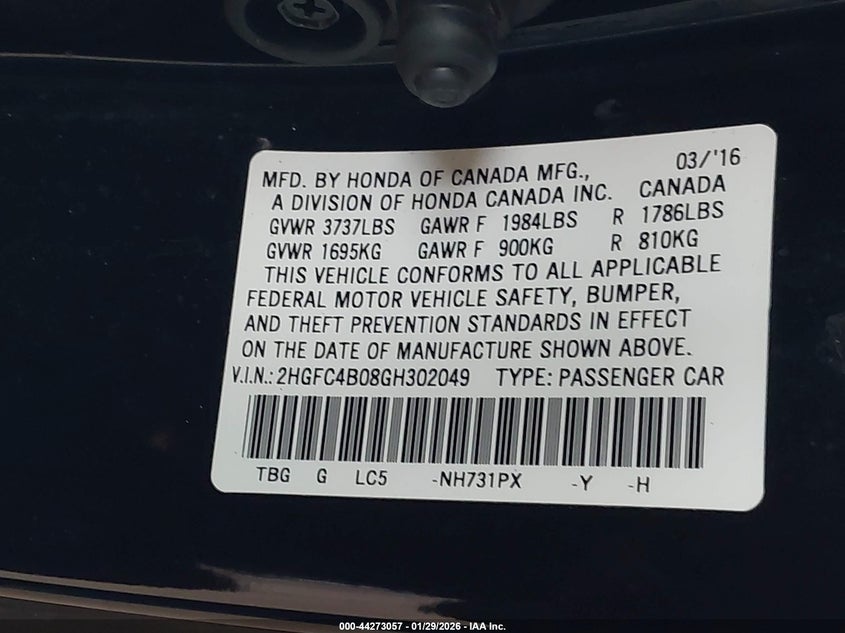 03/'16
MFD. BY HONDA OF CANADA MFG.,
A DIVISION OF HONDA CANADA INC. CANADA
GVWR 3737LBS GAWR F 1984LBS R 1786LBS
GVWR 1695KG GAWR F 900KG R 810KG
THIS VEHICLE CONFORMS TO ALL APPLICABLE
FEDERAL MOTOR VEHICLE SAFETY, BUMPER,
AND THEFT PREVENTION STANDARDS IN EFFECT
ON THE DATE OF MANUFACTURE SHOWN ABOVE.
V.I.N.: 2HGFC4B08GH302049 TYPE: PASSENGER CAR
TBG G LC5 -NH731PX -Y -H
000-44273057 - 01/29/2026 - IAA Inc.